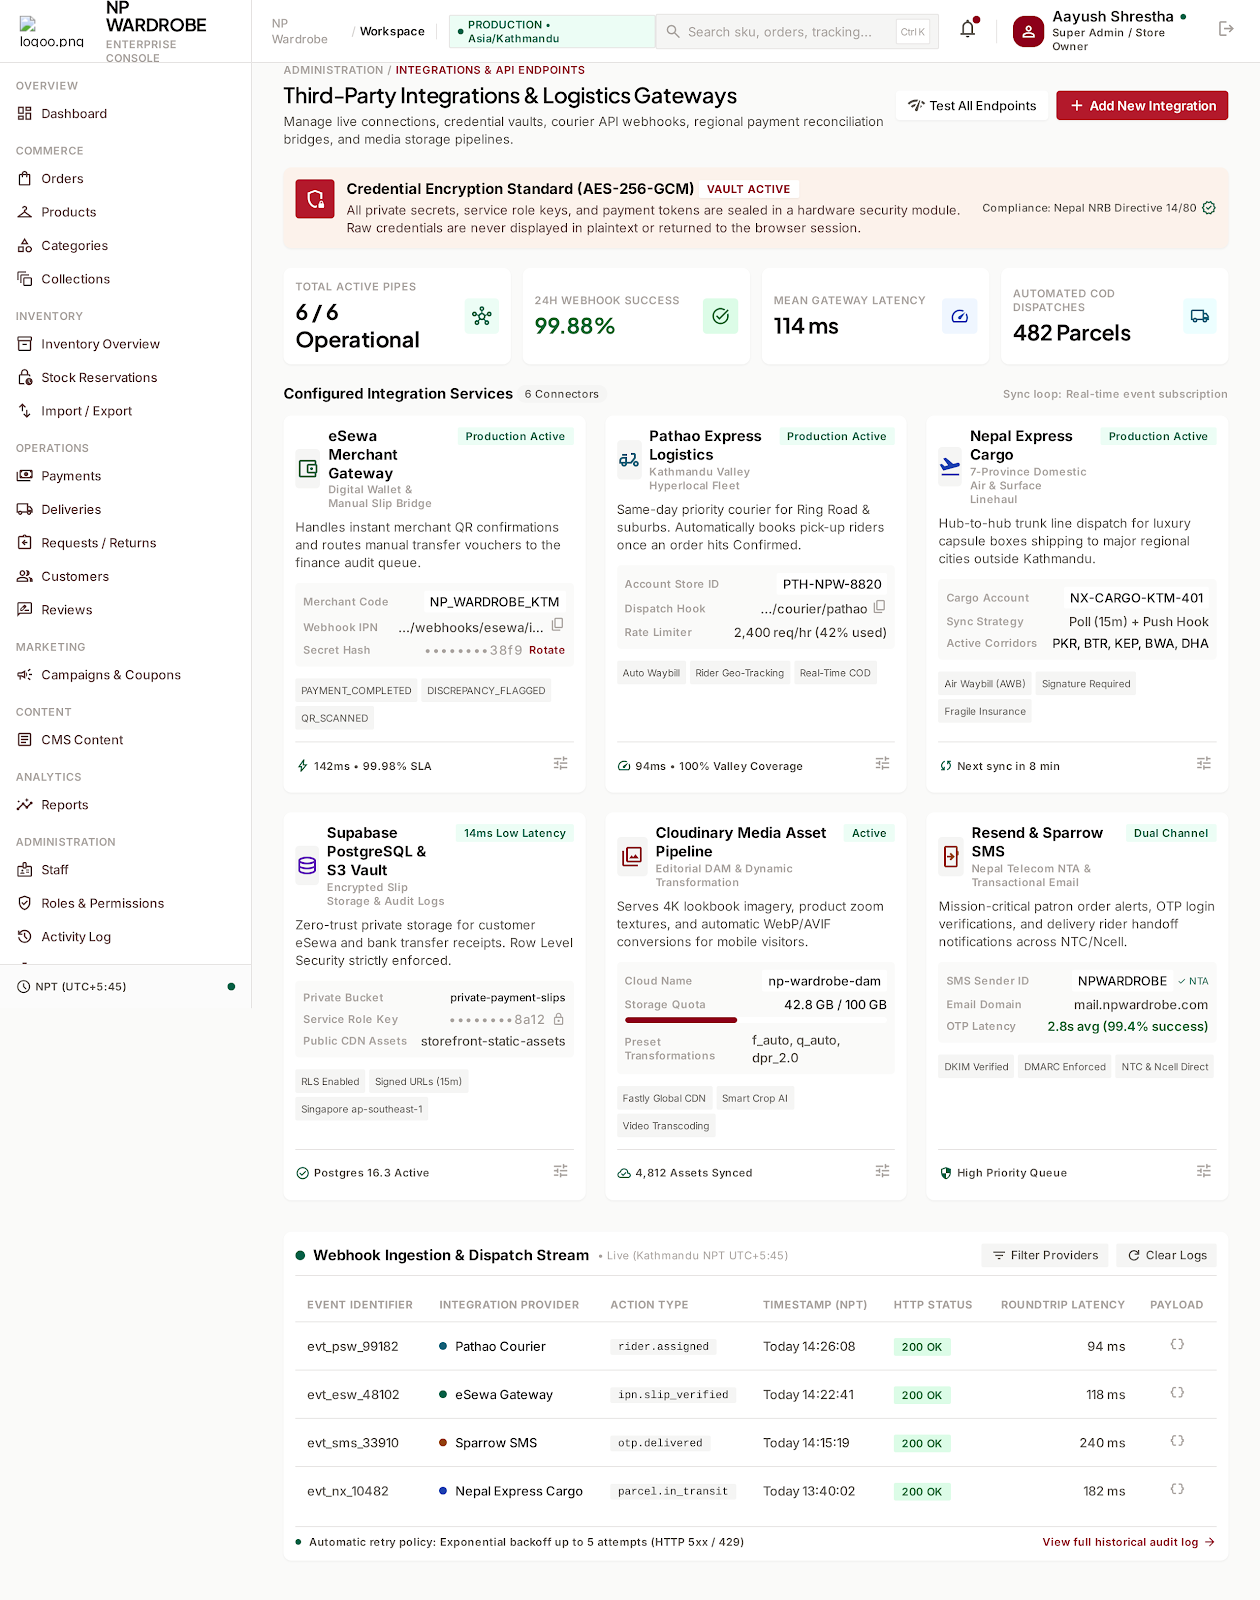 logoo.png
NP WARDROBE
ENTERPRISE CONSOLE
OVERVIEW
Dashboard
COMMERCE
Orders
Products
Categories
Collections
INVENTORY
Inventory Overview
Stock Reservations
Import / Export
OPERATIONS
Payments
Deliveries
Requests / Returns
Customers
Reviews
MARKETING
Campaigns & Coupons
CONTENT
CMS Content
ANALYTICS
Reports
ADMINISTRATION
Staff
Roles & Permissions
Activity Log
NPT (UTC+5:45)
NP Wardrobe / Workspace
PRODUCTION • Asia/Kathmandu
Search sku, orders, tracking...
Ctrl K
Aayush Shrestha
Super Admin / Store Owner
ADMINISTRATION / INTEGRATIONS & API ENDPOINTS
Third-Party Integrations & Logistics Gateways
Manage live connections, credential vaults, courier API webhooks, regional payment reconciliation
bridges, and media storage pipelines.
Test All Endpoints
Add New Integration
Credential Encryption Standard (AES-256-GCM) VAULT ACTIVE
All private secrets, service role keys, and payment tokens are sealed in a hardware security module.
Raw credentials are never displayed in plaintext or returned to the browser session.
Compliance: Nepal NRB Directive 14/80
TOTAL ACTIVE PIPES
6 / 6
Operational
24H WEBHOOK SUCCESS
99.88%
MEAN GATEWAY LATENCY
114 ms
AUTOMATED COD
DISPATCHES
482 Parcels
Configured Integration Services 6 Connectors
Sync loop: Real-time event subscription
eSewa
Merchant
Gateway
Production Active
Digital Wallet &
Manual Slip Bridge
Handles instant merchant QR confirmations
and routes manual transfer vouchers to the
finance audit queue.
Merchant Code NP_WARDROBE_KTM
Webhook IPN .../webhooks/esewa/i...
Secret Hash ••••••••38f9 Rotate
PAYMENT_COMPLETED DISCREPANCY_FLAGGED
QR_SCANNED
142ms • 99.98% SLA
Pathao Express
Logistics
Production Active
Kathmandu Valley
Hyperlocal Fleet
Same-day priority courier for Ring Road &
suburbs. Automatically books pick-up riders
once an order hits Confirmed.
Account Store ID PTH-NPW-8820
Dispatch Hook .../courier/pathao
Rate Limiter 2,400 req/hr (42% used)
Auto Waybill Rider Geo-Tracking Real-Time COD
94ms • 100% Valley Coverage
Nepal Express
Cargo
Production Active
7-Province Domestic
Air & Surface
Linehaul
Hub-to-hub trunk line dispatch for luxury
capsule boxes shipping to major regional
cities outside Kathmandu.
Cargo Account NX-CARGO-KTM-401
Sync Strategy Poll (15m) + Push Hook
Active Corridors PKR, BTR, KEP, BWA, DHA
Air Waybill (AWB) Signature Required
Fragile Insurance
Next sync in 8 min
Supabase
PostgreSQL &
S3 Vault
14ms Low Latency
Encrypted Slip
Storage & Audit Logs
Zero-trust private storage for customer
eSewa and bank transfer receipts. Row Level
Security strictly enforced.
Private Bucket private-payment-slips
Service Role Key ••••••••8a12
Public CDN Assets storefront-static-assets
RLS Enabled Signed URLs (15m)
Singapore ap-southeast-1
Postgres 16.3 Active
Cloudinary Media Asset
Pipeline
Active
Editorial DAM & Dynamic
Transformation
Serves 4K lookbook imagery, product zoom
textures, and automatic WebP/AVIF
conversions for mobile visitors.
Cloud Name np-wardrobe-dam
Storage Quota 42.8 GB / 100 GB
Preset Transformations f_auto, q_auto, dpr_2.0
Fastly Global CDN Smart Crop AI
Video Transcoding
4,812 Assets Synced
Resend & Sparrow
SMS
Dual Channel
Nepal Telecom NTA &
Transactional Email
Mission-critical patron order alerts, OTP login
verifications, and delivery rider handoff
notifications across NTC/Ncell.
SMS Sender ID NPWARDROBE ✓ NTA
Email Domain mail.npwardrobe.com
OTP Latency 2.8s avg (99.4% success)
DKIM Verified DMARC Enforced NTC & Ncell Direct
High Priority Queue
Webhook Ingestion & Dispatch Stream • Live (Kathmandu NPT UTC+5:45)
Filter Providers
Clear Logs
EVENT IDENTIFIER INTEGRATION PROVIDER ACTION TYPE TIMESTAMP (NPT) HTTP STATUS ROUNDTRIP LATENCY PAYLOAD
evt_psw_99182 Pathao Courier rider.assigned Today 14:26:08 200 OK 94 ms {}
evt_esw_48102 eSewa Gateway ipn.slip_verified Today 14:22:41 200 OK 118 ms {}
evt_sms_33910 Sparrow SMS otp.delivered Today 14:15:19 200 OK 240 ms {}
evt_nx_10482 Nepal Express Cargo parcel.in_transit Today 13:40:02 200 OK 182 ms {}
Automatic retry policy: Exponential backoff up to 5 attempts (HTTP 5xx / 429)
View full historical audit log →